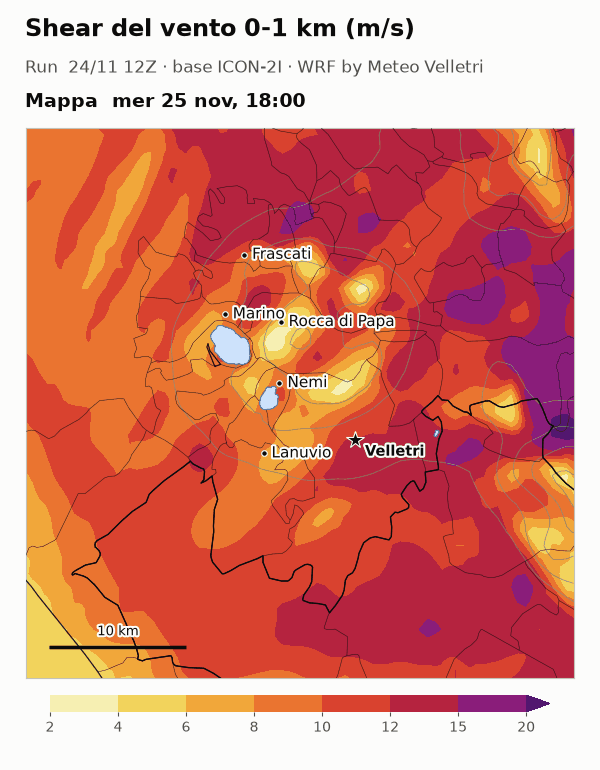 Shear del vento 0-1 km (m/s)
Run  24/11 12Z · base ICON-2I · WRF by Meteo Velletri
Mappa  mer 25 nov, 18:00
Frascati
Marino
Rocca di Papa
Nemi
Velletri
Lanuvio
10 km
2 4 6 8 10 12 15 20